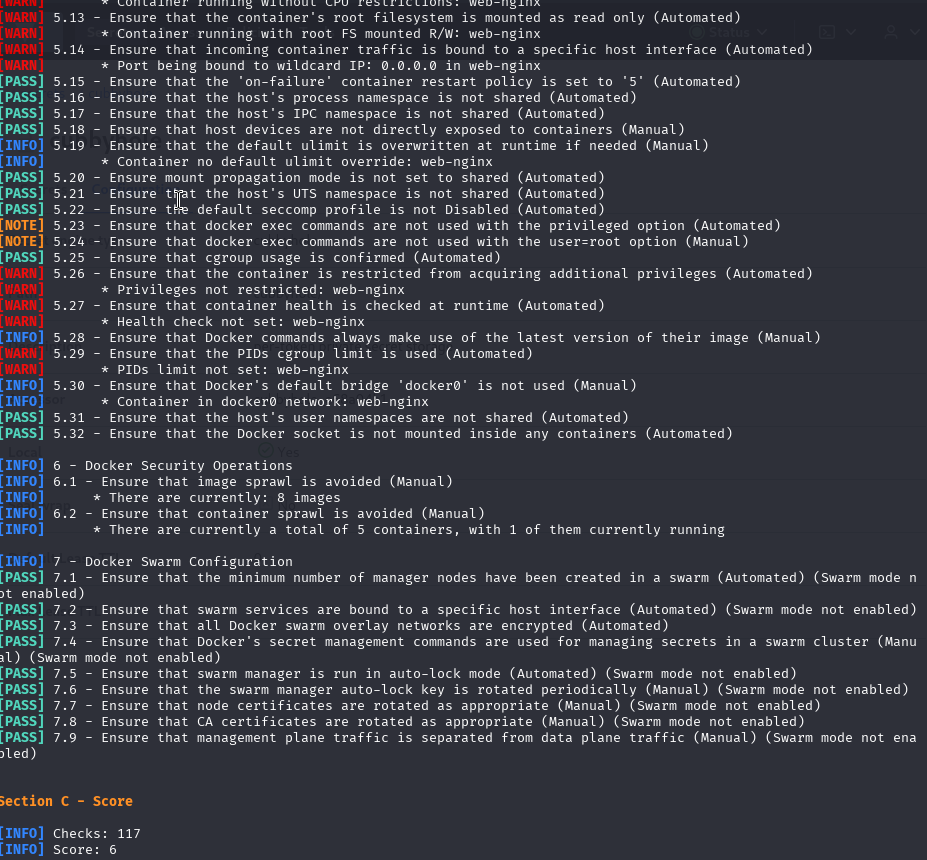 [WARN]       * Container running without CPU restrictions: web-nginx
[WARN] 5.13 - Ensure that the container's root filesystem is mounted as read only (Automated)
[WARN]       * Container running with root FS mounted R/W: web-nginx
[WARN] 5.14 - Ensure that incoming container traffic is bound to a specific host interface (Automated)
[WARN]       * Port being bound to wildcard IP: 0.0.0.0 in web-nginx
[PASS] 5.15 - Ensure that the 'on-failure' container restart policy is set to '5' (Automated)
[PASS] 5.16 - Ensure that the host's process namespace is not shared (Automated)
[PASS] 5.17 - Ensure that the host's IPC namespace is not shared (Automated)
[PASS] 5.18 - Ensure that host devices are not directly exposed to containers (Manual)
[INFO] 5.19 - Ensure that the default ulimit is overwritten at runtime if needed (Manual)
[INFO]       * Container no default ulimit override: web-nginx
[PASS] 5.20 - Ensure mount propagation mode is not set to shared (Automated)
[PASS] 5.21 - Ensure that the host's UTS namespace is not shared (Automated)
[PASS] 5.22 - Ensure the default seccomp profile is not Disabled (Automated)
[NOTE] 5.23 - Ensure that docker exec commands are not used with the privileged option (Automated)
[NOTE] 5.24 - Ensure that docker exec commands are not used with the user=root option (Manual)
[PASS] 5.25 - Ensure that cgroup usage is confirmed (Automated)
[WARN] 5.26 - Ensure that the container is restricted from acquiring additional privileges (Automated)
[WARN]       * Privileges not restricted: web-nginx
[WARN] 5.27 - Ensure that container health is checked at runtime (Automated)
[WARN]       * Health check not set: web-nginx
[INFO] 5.28 - Ensure that Docker commands always make use of the latest version of their image (Manual)
[WARN] 5.29 - Ensure that the PIDs cgroup limit is used (Automated)
[WARN]       * PIDs limit not set: web-nginx
[INFO] 5.30 - Ensure that Docker's default bridge 'docker0' is not used (Manual)
[INFO]       * Container in docker0 network: web-nginx
[PASS] 5.31 - Ensure that the host's user namespaces are not shared (Automated)
[PASS] 5.32 - Ensure that the Docker socket is not mounted inside any containers (Automated)
[INFO] 6 - Docker Security Operations
[INFO] 6.1 - Ensure that image sprawl is avoided (Manual)
[INFO]      * There are currently: 8 images
[INFO] 6.2 - Ensure that container sprawl is avoided (Manual)
[INFO]      * There are currently a total of 5 containers, with 1 of them currently running
[INFO] 7 - Docker Swarm Configuration
[PASS] 7.1 - Ensure that the minimum number of manager nodes have been created in a swarm (Automated) (Swarm mode n
ot enabled)
[PASS] 7.2 - Ensure that swarm services are bound to a specific host interface (Automated) (Swarm mode not enabled)
[PASS] 7.3 - Ensure that all Docker swarm overlay networks are encrypted (Automated)
[PASS] 7.4 - Ensure that Docker's secret management commands are used for managing secrets in a swarm cluster (Manu
al) (Swarm mode not enabled)
[PASS] 7.5 - Ensure that swarm manager is run in auto-lock mode (Automated) (Swarm mode not enabled)
[PASS] 7.6 - Ensure that the swarm manager auto-lock key is rotated periodically (Manual) (Swarm mode not enabled)
[PASS] 7.7 - Ensure that node certificates are rotated as appropriate (Manual) (Swarm mode not enabled)
[PASS] 7.8 - Ensure that CA certificates are rotated as appropriate (Manual) (Swarm mode not enabled)
[PASS] 7.9 - Ensure that management plane traffic is separated from data plane traffic (Manual) (Swarm mode not ena
bled)
Section C - Score
[INFO] Checks: 117
[INFO] Score: 6